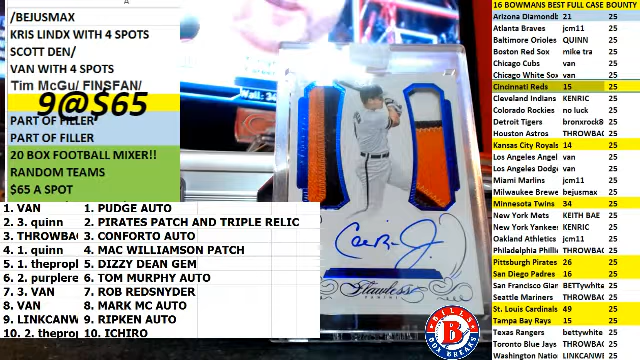 /BEJUSMAX
KRIS LINDX WITH 4 SPOTS
SCOTT DEN/
VAN WITH 4 SPOTS
Tim McGu/ FINSFAN/
9@$65
PART OF FILLER
PART OF FILLER
20 BOX FOOTBALL MIXER!!
RANDOM TEAMS
$65 A SPOT
1. VAN 1. PUDGE AUTO
2. 3. quinn 2. PIRATES PATCH AND TRIPLE RELIC
3. THROWBAC 3. CONFORTO AUTO
4. 1. quinn 4. MAC WILLIAMSON PATCH
5. 1. theprople 5. DIZZY DEAN GEM
6. 2. purplere 6. TOM MURPHY AUTO
7. 3. VAN 7. ROB REDSNYDER
8. VAN 8. MARK MC AUTO
9. LINKCANW 9. RIPKEN AUTO
10. 2. theprop 10. ICHIRO
Flawless
BILLS
B
BOX BREAKS
16 BOWMANS BEST FULL CASE BOUNTY
Arizona Diamondb 21 25
Atlanta Braves jcm11 25
Baltimore Orioles QUINN 25
Boston Red Sox mike tra 25
Chicago Cubs van 25
Chicago White Sox van 25
Cincinnati Reds 15 25
Cleveland Indians KENRIC 25
Colorado Rockies no luck 25
Detroit Tigers bronxrock8 25
Houston Astros THROWBAC 25
Kansas City Royals 14 25
Los Angeles Angel van 25
Los Angeles Dodge van 25
Miami Marlins jcm11 25
Milwaukee Brewe bejusmax 25
Minnesota Twins 34 25
New York Mets KEITH BAE 25
New York Yankees KENRIC 25
Oakland Athletics jcm11 25
Philadelphia Phillie THROWBAC 25
Pittsburgh Pirates 26 25
San Diego Padres 16 25
San Francisco Gian BETTYwhite 25
Seattle Mariners THROWBAC 25
St. Louis Cardinals 49 25
Tampa Bay Rays 15 25
Texas Rangers bettywhite 25
Toronto Blue Jays THROWBAC 25
Washington Natio LINKCANW 25